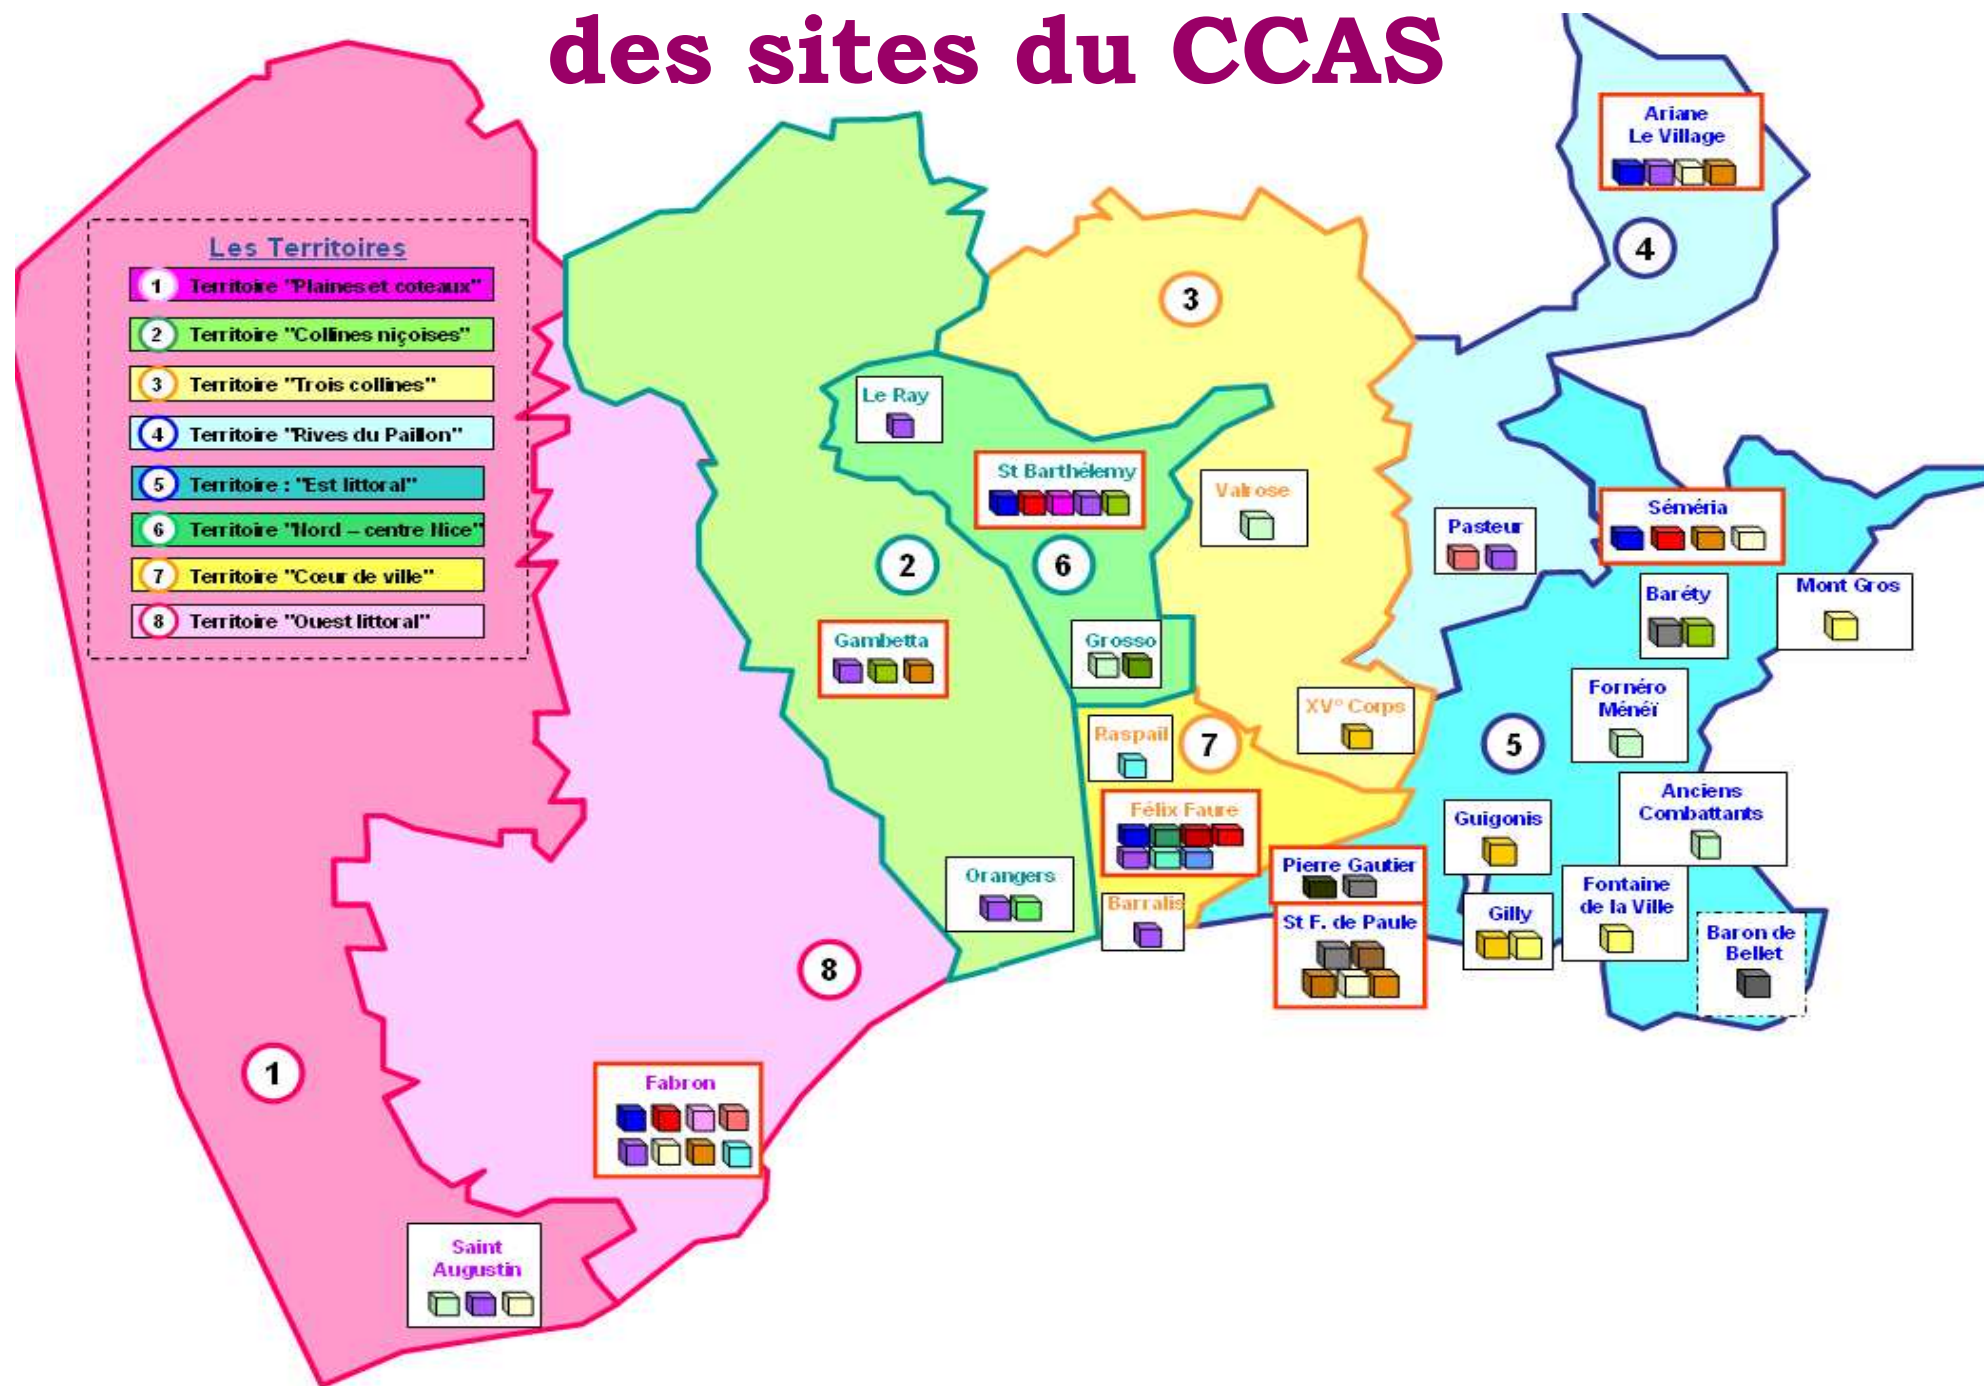 des sites du CCAS
Ariane
Le Village
4
Les Territoires
1 Territoire "Plaines et coteaux"
2 Territoire "Collines niçoises"
3 Territoire "Trois collines"
4 Territoire "Rives du Paillon"
5 Territoire : "Est littoral"
6 Territoire "Nord – centre Nice"
7 Territoire "Cœur de ville"
8 Territoire "Ouest littoral"
3
Le Ray
St Barthélemy
Valrose
Pasteur
Séméria
2
6
Baréty
Mont Gros
Gambetta
Grosso
Fornéro
Ménéï
XV° Corps
Raspail
7
5
Anciens
Combattants
Félix Faure
Guigonis
Pierre Gautier
Orangers
Barralis
Fontaine
de la Ville
St F. de Paule
Gilly
Baron de
Bellet
8
1
Fabron
Saint
Augustin